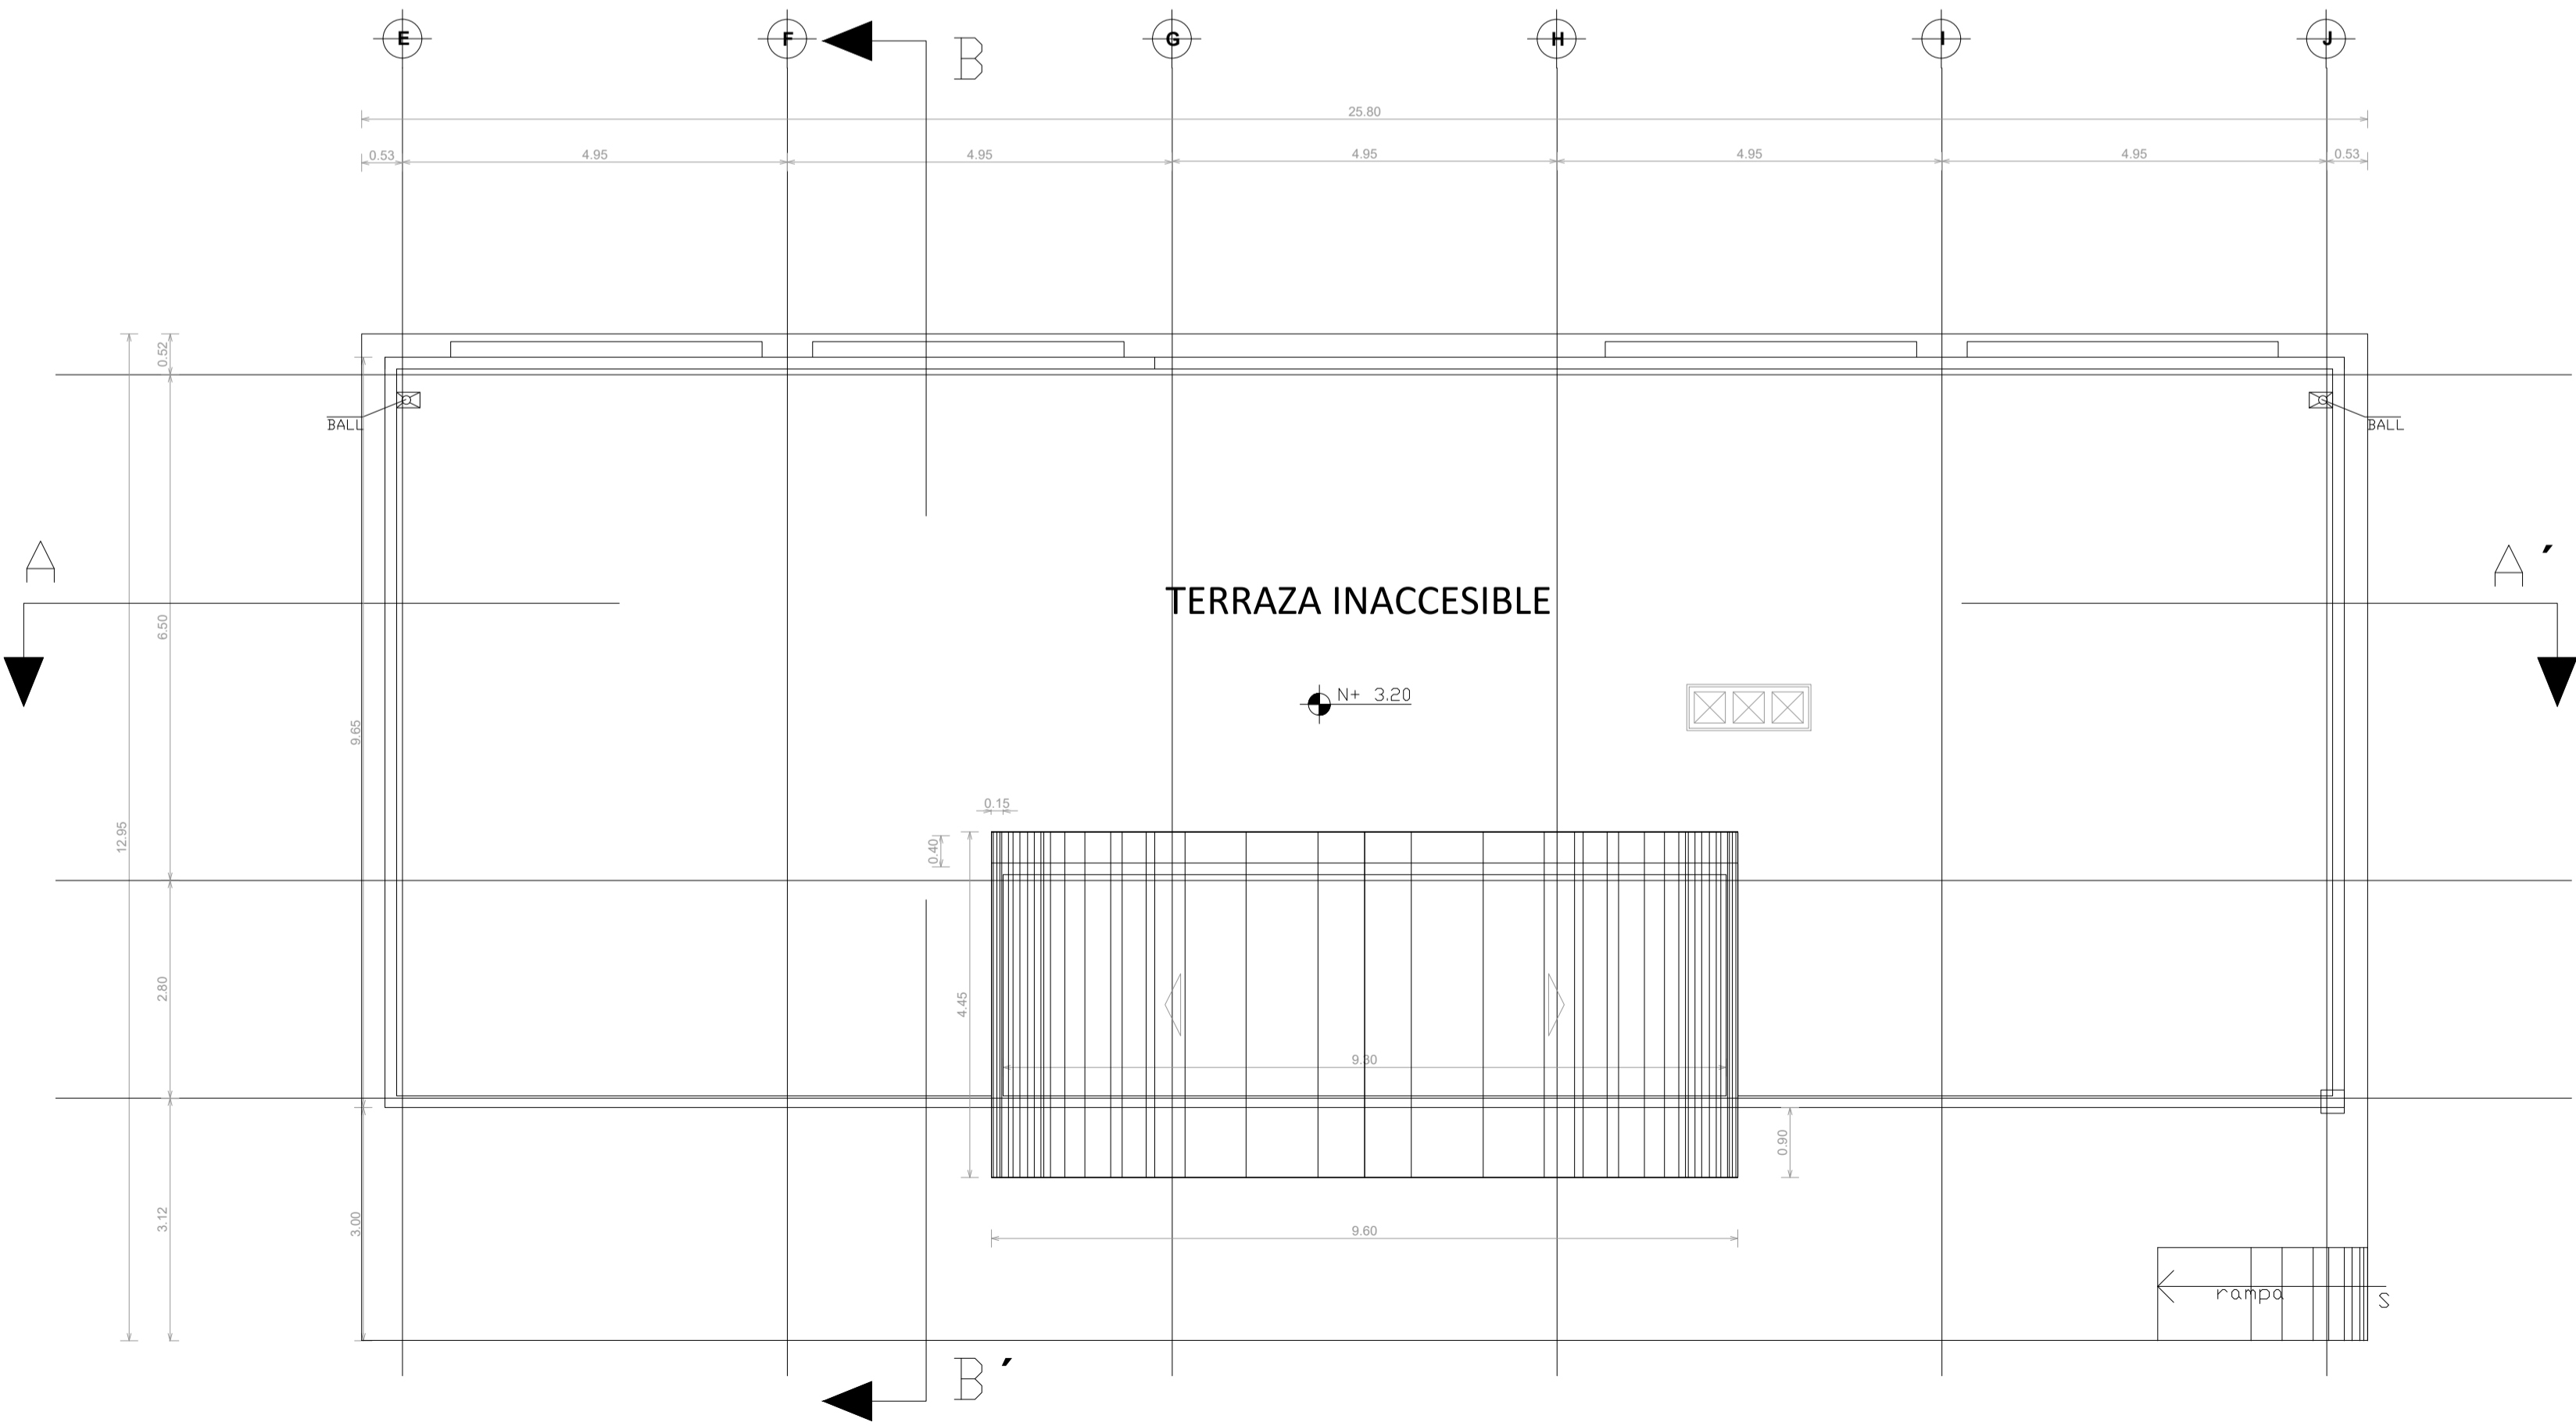 E F G H I J
B
25.80
0.53 4.95 4.95 4.95 4.95 4.95 0.53
0.52
BALL BALL
A A´
TERRAZA INACCESIBLE
6.50
N+ 3.20
9.65
12.95
0.15
0.40
2.80
4.45
9.30
0.90
3.12
3.00
9.60
rampa S
B´